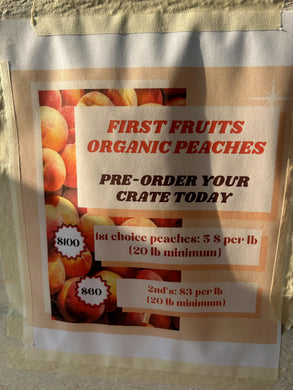 FIRST FRUITS
ORGANIC PEACHES
PRE-ORDER YOUR
CRATE TODAY
$100
1st choice peaches: 5 $ per lb
(20 lb minimum)
$60
2nd's: $3 per lb
(20 lb minimum)